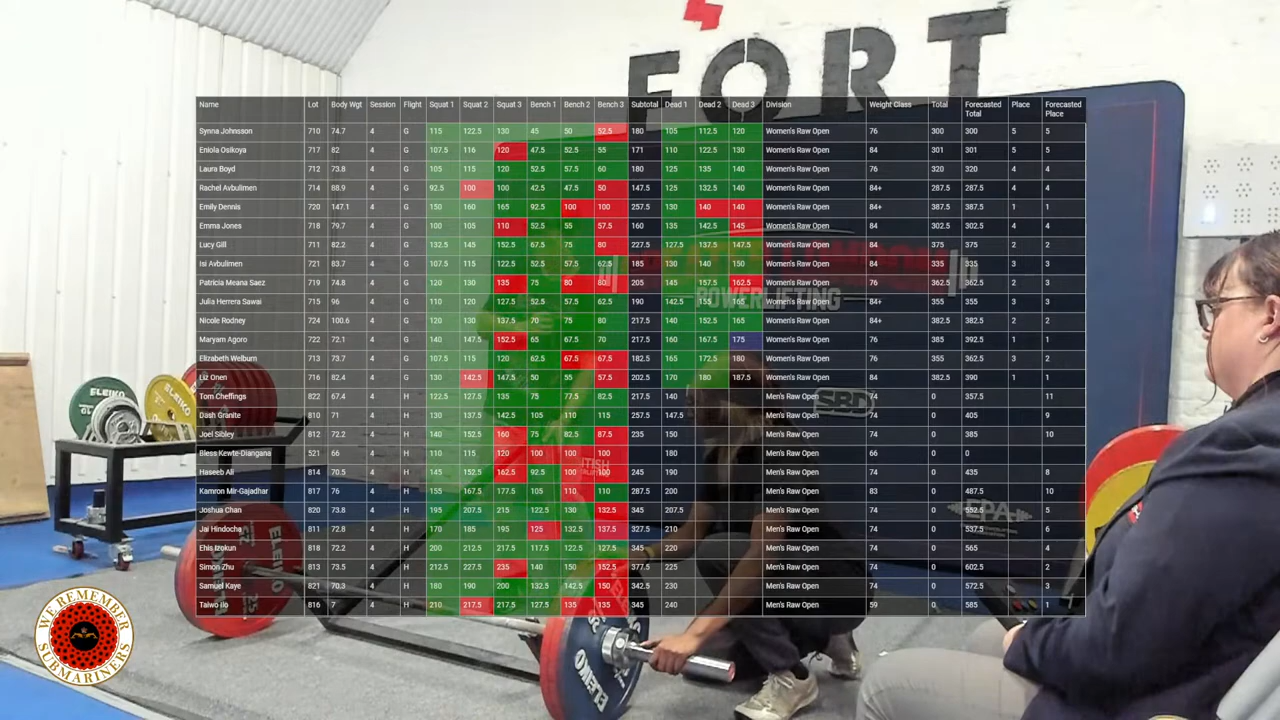 FORT
Name Lot Body Wgt Session Flight Squat 1 Squat 2 Squat 3 Bench 1 Bench 2 Bench 3 Subtotal Dead 1 Dead 2 Dead 3 Division Weight Class Total Forecasted Total Place Forecasted Place
Synna Johnsson 710 74.7 4 G 115 122.5 130 45 50 52.5 180 105 112.5 120 Women's Raw Open 76 300 300 5 5
Eniola Osikoya 717 82 4 G 107.5 116 120 47.5 52.5 55 171 110 122.5 130 Women's Raw Open 84 301 301 5 5
Laura Boyd 712 73.8 4 G 105 115 120 52.5 57.5 60 180 125 135 140 Women's Raw Open 76 320 320 4 4
Rachel Avbulimen 714 88.9 4 G 92.5 100 100 42.5 47.5 50 147.5 125 132.5 140 Women's Raw Open 84+ 287.5 287.5 4 4
Emily Dennis 720 147.1 4 G 150 160 165 92.5 100 100 257.5 130 140 140 Women's Raw Open 84+ 387.5 387.5 1 1
Emma Jones 718 79.7 4 G 100 105 110 52.5 55 57.5 160 135 142.5 145 Women's Raw Open 84 302.5 302.5 4 4
Lucy Gill 711 82.2 4 G 132.5 145 152.5 67.5 75 80 227.5 127.5 137.5 147.5 Women's Raw Open 84 375 375 2 2
Isi Avbulimen 721 83.7 4 G 107.5 115 122.5 52.5 57.5 62.5 185 130 140 150 Women's Raw Open 84 335 335 3 3
Patricia Meana Saez 719 74.8 4 G 120 130 135 75 80 80 205 145 157.5 162.5 Women's Raw Open 76 362.5 362.5 2 3
Julia Herrera Sawai 715 96 4 G 110 120 127.5 52.5 57.5 62.5 190 142.5 155 165 Women's Raw Open 84+ 355 355 3 3
Nicole Rodney 724 100.6 4 G 120 130 137.5 70 75 80 217.5 140 152.5 165 Women's Raw Open 84+ 382.5 382.5 2 2
Maryam Agoro 722 72.1 4 G 140 147.5 152.5 65 67.5 70 217.5 160 167.5 175 Women's Raw Open 76 385 392.5 1 1
Elizabeth Welburn 713 73.7 4 G 107.5 115 120 62.5 67.5 67.5 182.5 165 172.5 180 Women's Raw Open 76 355 362.5 3 2
Liz Onen 716 82.4 4 G 130 142.5 147.5 50 55 57.5 202.5 170 180 187.5 Women's Raw Open 84 382.5 390 1 1
Tom Cheffings 822 67.4 4 H 122.5 127.5 135 75 77.5 82.5 217.5 140 Men's Raw Open 74 0 357.5 11
Dash Granite 810 71 4 H 130 137.5 142.5 105 110 115 257.5 147.5 Men's Raw Open 74 0 405 9
Joel Sibley 812 72.2 4 H 140 152.5 160 75 82.5 87.5 235 150 Men's Raw Open 74 0 385 10
Bless Kewte-Diangana 521 66 4 H 110 115 120 100 100 100 180 Men's Raw Open 66 0 0
Haseeb Ali 814 70.5 4 H 145 152.5 162.5 92.5 100 100 245 190 Men's Raw Open 74 0 435 8
Kamron Mir-Gajadhar 817 76 4 H 155 167.5 177.5 105 110 110 287.5 200 Men's Raw Open 83 0 487.5 10
Joshua Chan 820 73.8 4 H 195 207.5 215 122.5 130 132.5 345 207.5 Men's Raw Open 74 0 552.5 5
Jai Hindocha 811 72.8 4 H 170 185 195 125 132.5 137.5 327.5 210 Men's Raw Open 74 0 537.5 6
Ehis Izokun 818 72.2 4 H 200 212.5 217.5 117.5 122.5 127.5 345 220 Men's Raw Open 74 0 565 4
Simon Zhu 813 73.5 4 H 212.5 227.5 235 140 150 152.5 377.5 225 Men's Raw Open 74 0 602.5 2
Samuel Kaye 821 70.3 4 H 180 190 200 132.5 142.5 150 342.5 230 Men's Raw Open 74 0 572.5 3
Taiwo Ilo 816 7 4 H 210 217.5 217.5 127.5 135 135 345 240 Men's Raw Open 59 0 585 1
POWERLIFTING
SBD
EPA
ELEIKO
ELEIKO
25
ELEIKO
WE REMEMBER
SUBMARINERS